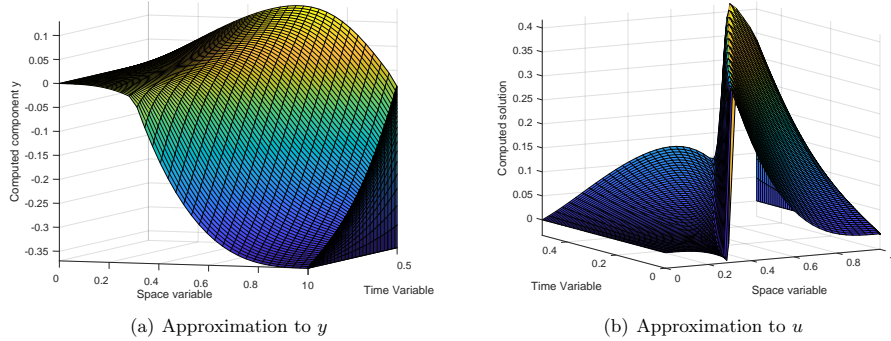 0.1
0.05
0
-0.05
-0.1
-0.15
-0.2
-0.25
-0.3
-0.35
Computed component y
0 0.2 0.4 0.6 0.8 10
0.5
Space variable
Time Variable
0.4
0.35
0.3
0.25
0.2
0.15
0.1
0.05
0
Computed solution
0.4 0.2 0
0 0.2 0.4 0.6 0.8
Time Variable
Space variable
(a) Approximation to y
(b) Approximation to u